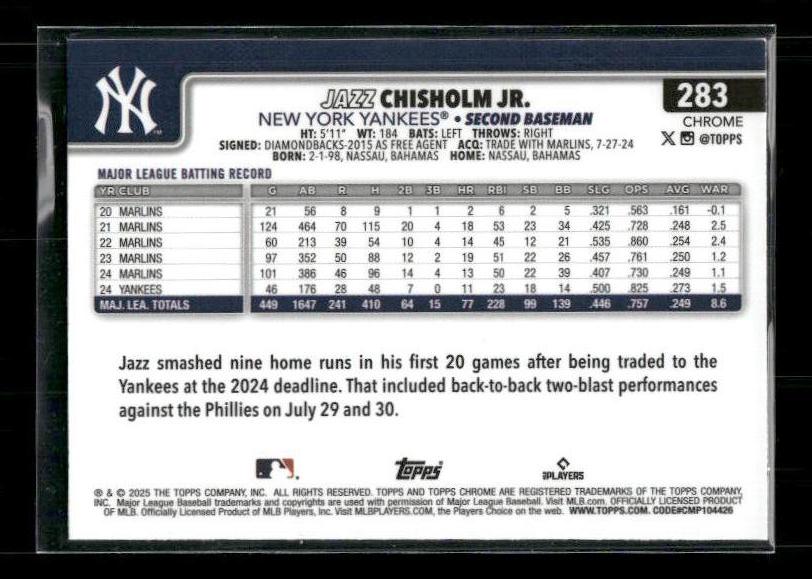 NY
283
JAZZ CHISHOLM JR.
CHROME
NEW YORK YANKEES® • SECOND BASEMAN
X @TOPPS
HT: 5'11" WT: 184 BATS: LEFT THROWS: RIGHT
SIGNED: DIAMONDBACKS-2015 AS FREE AGENT ACQ: TRADE WITH MARLINS, 7-27-24
BORN: 2-1-98, NASSAU, BAHAMAS HOME: NASSAU, BAHAMAS
MAJOR LEAGUE BATTING RECORD
YR CLUB G AB R H 2B 3B HR RBI SB BB SLG OPS AVG WAR
20 MARLINS 21 56 8 9 1 1 2 6 2 5 .321 .563 .161 -0.1
21 MARLINS 124 464 70 115 20 4 18 53 23 34 .425 .728 .248 2.5
22 MARLINS 60 213 39 54 10 4 14 45 12 21 .535 .860 .254 2.4
23 MARLINS 97 352 50 88 12 2 19 51 22 26 .457 .761 .250 1.2
24 MARLINS 101 386 46 96 14 4 13 50 22 39 .407 .730 .249 1.1
24 YANKEES 46 176 28 48 7 0 11 23 18 14 .500 .825 .273 1.5
MAJ. LEA. TOTALS 449 1647 241 410 64 15 77 228 99 139 .446 .757 .249 8.6
Jazz smashed nine home runs in his first 20 games after being traded to the
Yankees at the 2024 deadline. That included back-to-back two-blast performances
against the Phillies on July 29 and 30.
topps
PLAYERS
® & © 2025 THE TOPPS COMPANY, INC. ALL RIGHTS RESERVED. TOPPS AND TOPPS CHROME ARE REGISTERED TRADEMARKS OF THE TOPPS COMPANY,
INC. Major League Baseball trademarks and copyrights are used with permission of Major League Baseball. Visit MLB.com. OFFICIALLY LICENSED PRODUCT
OF MLB. Officially Licensed Product of MLB Players, Inc. Visit MLBPLAYERS.COM, the Players Choice on the web. WWW.TOPPS.COM. CODE#CMP104426